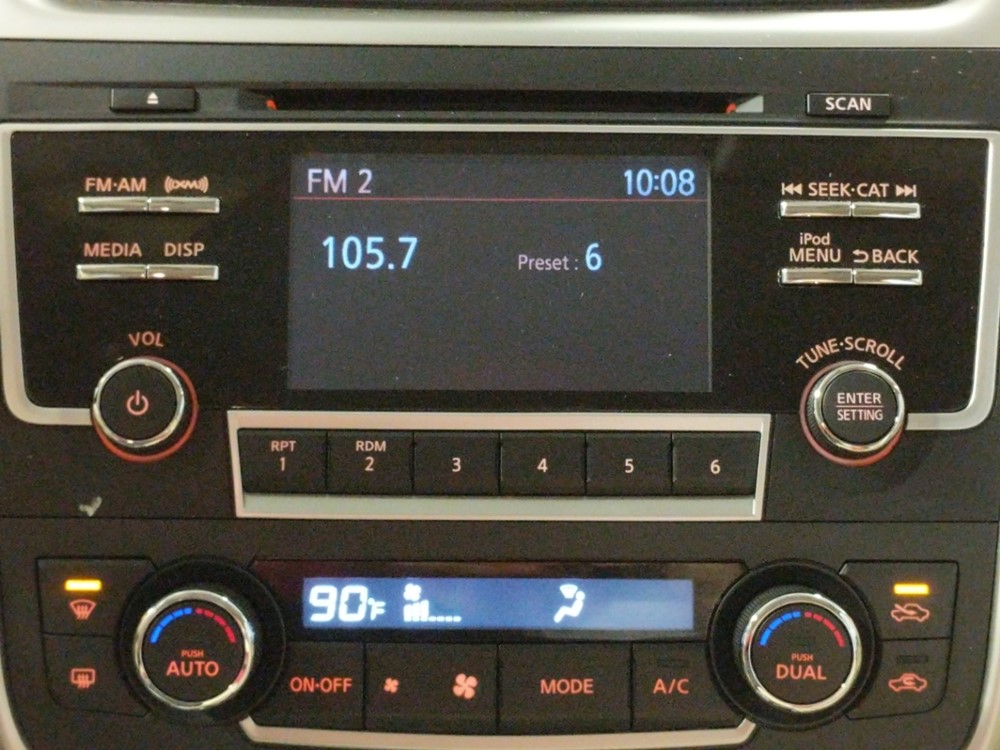 SCAN
FM·AM XM
SEEK·CAT
MEDIA DISP
iPod
MENU BACK
FM 2 10:08
105.7 Preset : 6
VOL
TUNE·SCROLL
ENTER
SETTING
RPT RDM
1 2 3 4 5 6
90°F
PUSH
AUTO
PUSH
DUAL
ON·OFF MODE A/C